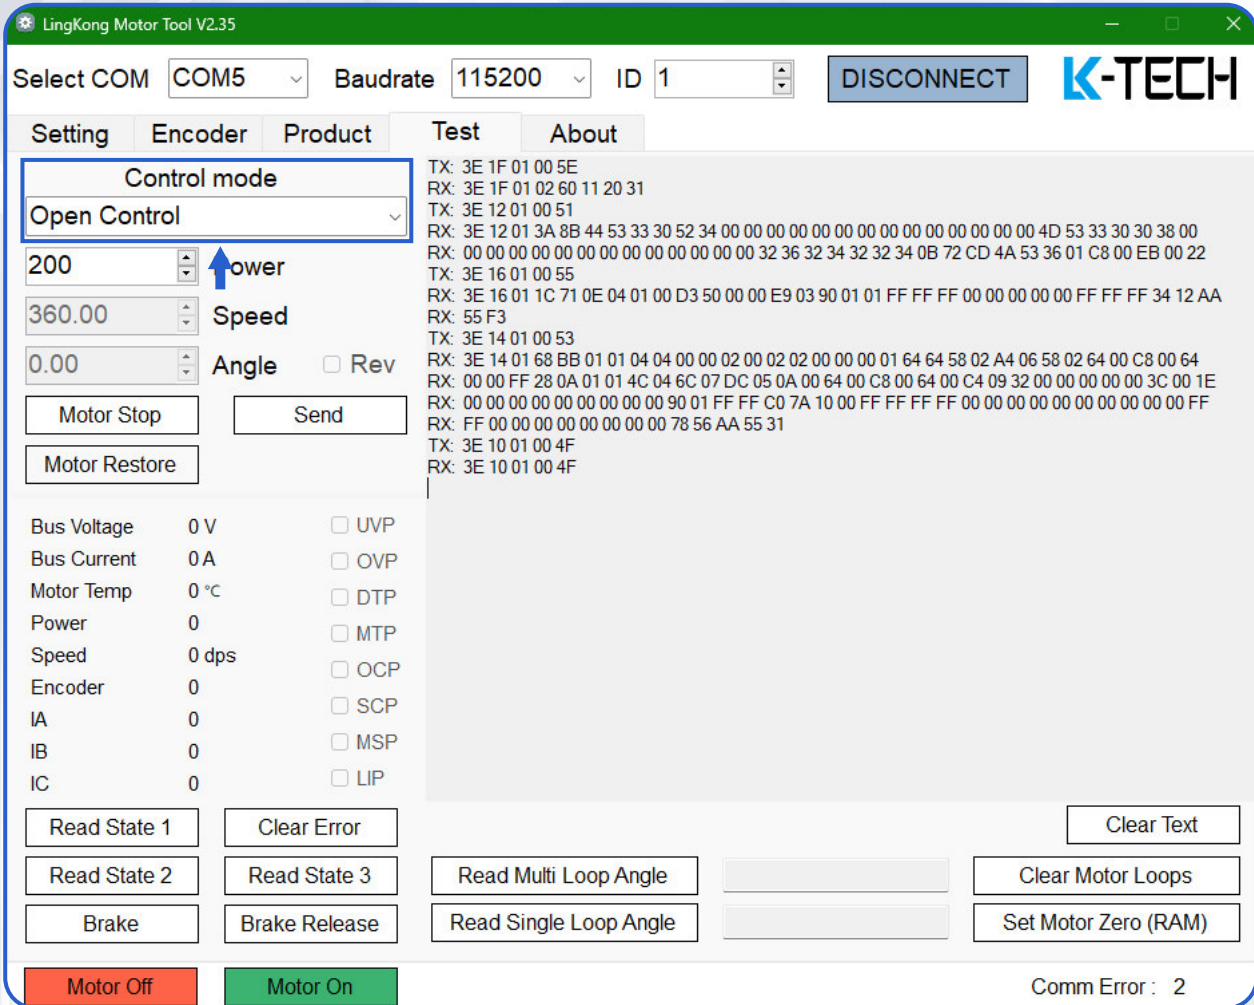 LingKong Motor Tool V2.35
Select COM COM5 Baudrate 115200 ID 1 DISCONNECT K-TECH
Setting Encoder Product Test About
Control mode
Open Control
200 Power
360.00 Speed
0.00 Angle Rev
Motor Stop Send
Motor Restore
TX: 3E 1F 01 00 5E
RX: 3E 1F 01 02 60 11 20 31
TX: 3E 12 01 00 51
RX: 3E 12 01 3A 8B 44 53 33 30 52 34 00 00 00 00 00 00 00 00 00 00 00 00 00 00 4D 53 33 30 30 38 00
RX: 00 00 00 00 00 00 00 00 00 00 00 00 00 32 36 32 34 32 32 34 0B 72 CD 4A 53 36 01 C8 00 EB 00 22
TX: 3E 16 01 00 55
RX: 3E 16 01 1C 71 0E 04 01 00 D3 50 00 00 E9 03 90 01 01 FF FF FF 00 00 00 00 00 FF FF FF 34 12 AA
RX: 55 F3
TX: 3E 14 01 00 53
RX: 3E 14 01 68 BB 01 01 04 04 00 00 02 00 02 02 00 00 00 01 64 64 58 02 A4 06 58 02 64 00 C8 00 64
RX: 00 00 FF 28 0A 01 01 4C 04 6C 07 DC 05 0A 00 64 00 C8 00 64 00 C4 09 32 00 00 00 00 00 3C 00 1E
RX: 00 00 00 00 00 00 00 00 00 90 01 FF FF C0 7A 10 00 FF FF FF FF 00 00 00 00 00 00 00 00 00 00 FF
RX: FF 00 00 00 00 00 00 00 00 78 56 AA 55 31
TX: 3E 10 01 00 4F
RX: 3E 10 01 00 4F
Bus Voltage 0 V UVP
Bus Current 0 A OVP
Motor Temp 0 °C DTP
Power 0 MTP
Speed 0 dps OCP
Encoder 0 SCP
IA 0 MSP
IB 0 LIP
IC 0
Read State 1 Clear Error Clear Text
Read State 2 Read State 3 Read Multi Loop Angle Clear Motor Loops
Brake Brake Release Read Single Loop Angle Set Motor Zero (RAM)
Motor Off Motor On Comm Error : 2